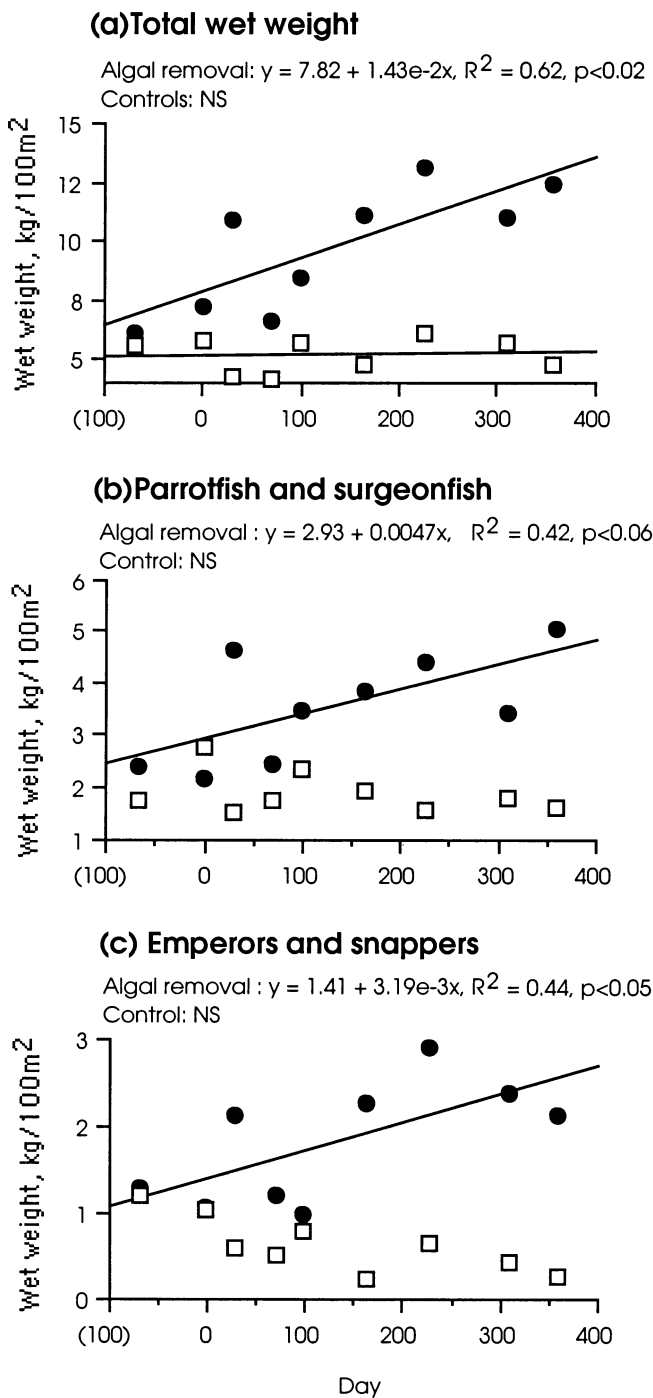 (a)Total wet weight
Algal removal: y = 7.82 + 1.43e-2x, R2 = 0.62, p<0.02
Controls: NS
Wet weight, kg/100m2
15
12
10
8
5
(100) 0 100 200 300 400
(b)Parrotfish and surgeonfish
Algal removal : y = 2.93 + 0.0047x, R2 = 0.42, p<0.06
Control: NS
Wet weight, kg/100m2
6
5
4
3
2
1
(100) 0 100 200 300 400
(c) Emperors and snappers
Algal removal : y = 1.41 + 3.19e-3x, R2 = 0.44, p<0.05
Control: NS
Wet weight, kg/100m2
3
2
1
0
(100) 0 100 200 300 400
Day